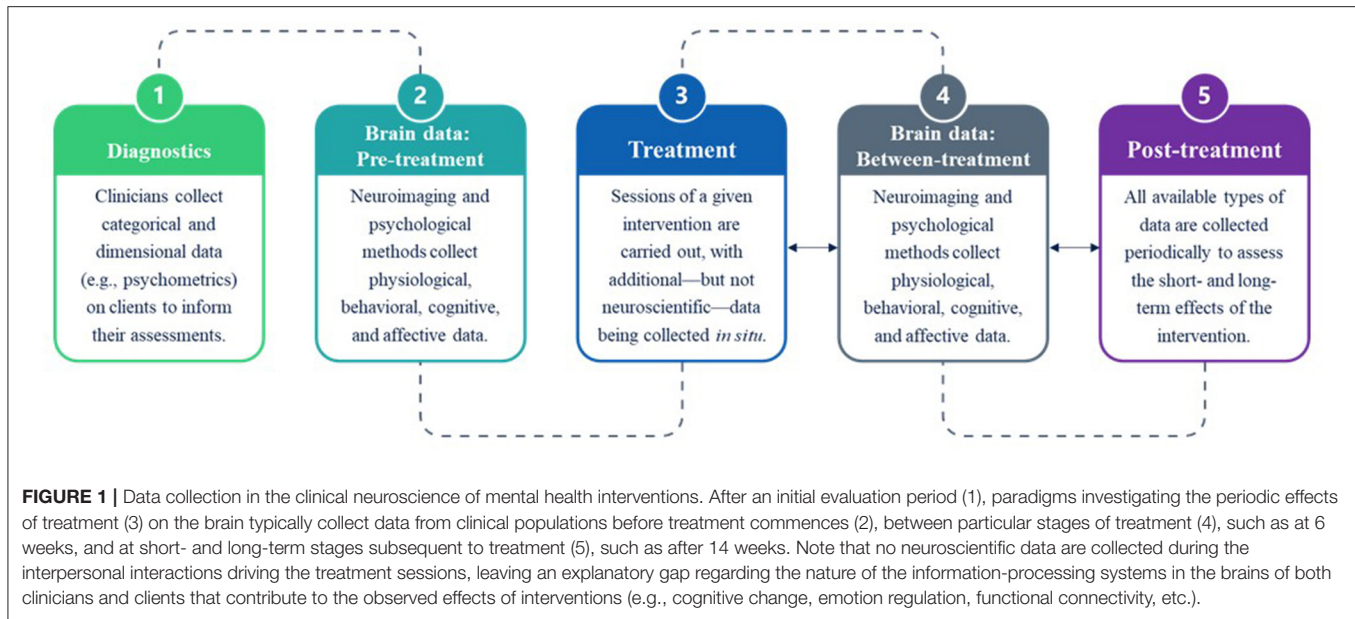 1
Diagnostics
Clinicians collect
categorical and
dimensional data
(e.g., psychometrics)
on clients to inform
their assessments.
2
Brain data:
Pre-treatment
Neuroimaging and
psychological
methods collect
physiological,
behavioral, cognitive,
and affective data.
3
Treatment
Sessions of a given
intervention are
carried out, with
additional—but not
neuroscientific—data
being collected in situ.
4
Brain data:
Between-treatment
Neuroimaging and
psychological
methods collect
physiological,
behavioral, cognitive,
and affective data.
5
Post-treatment
All available types of
data are collected
periodically to assess
the short- and long-
term effects of the
intervention.
FIGURE 1 | Data collection in the clinical neuroscience of mental health interventions. After an initial evaluation period (1), paradigms investigating the periodic effects
of treatment (3) on the brain typically collect data from clinical populations before treatment commences (2), between particular stages of treatment (4), such as at 6
weeks, and at short- and long-term stages subsequent to treatment (5), such as after 14 weeks. Note that no neuroscientific data are collected during the
interpersonal interactions driving the treatment sessions, leaving an explanatory gap regarding the nature of the information-processing systems in the brains of both
clinicians and clients that contribute to the observed effects of interventions (e.g., cognitive change, emotion regulation, functional connectivity, etc.).